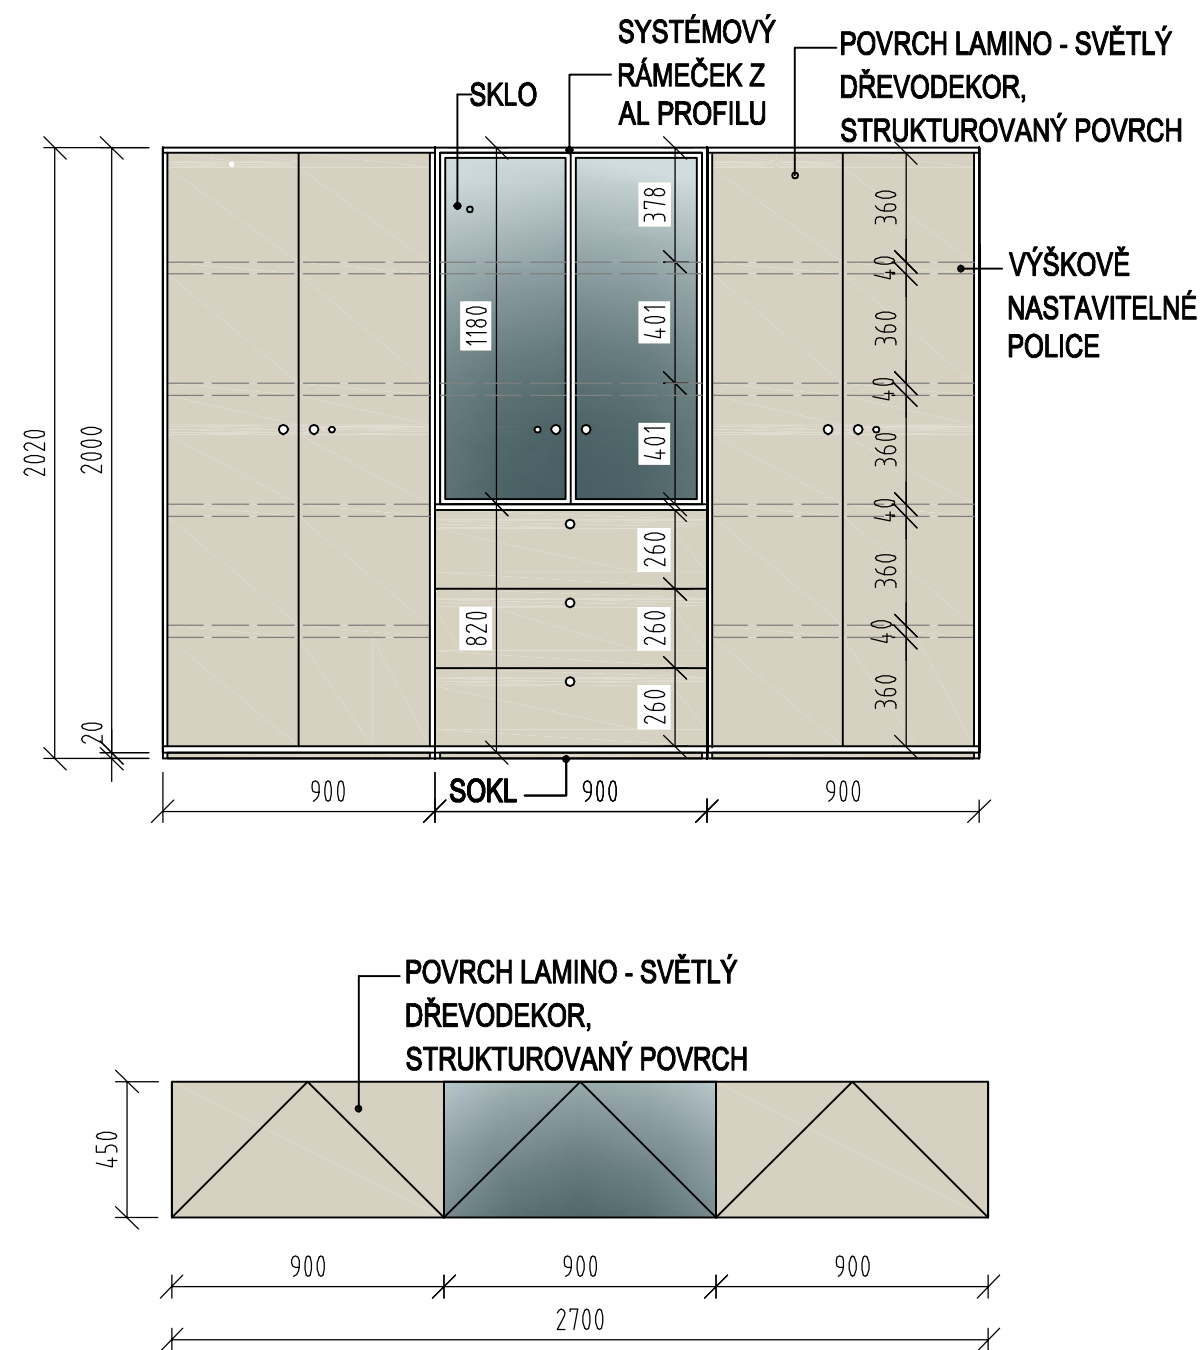 SYSTÉMOVÝ
RÁMEČEK Z
AL PROFILU
POVRCH LAMINO - SVĚTLÝ
DŘEVODEKOR,
STRUKTUROVANÝ POVRCH
SKLO
VÝŠKOVĚ
NASTAVITELNÉ
POLICE
2020
2000
20
1180
820
378
401
401
260
260
260
360
40
360
40
360
40
360
40
360
900
SOKL
900
900
POVRCH LAMINO - SVĚTLÝ
DŘEVODEKOR,
STRUKTUROVANÝ POVRCH
450
900
900
900
2700